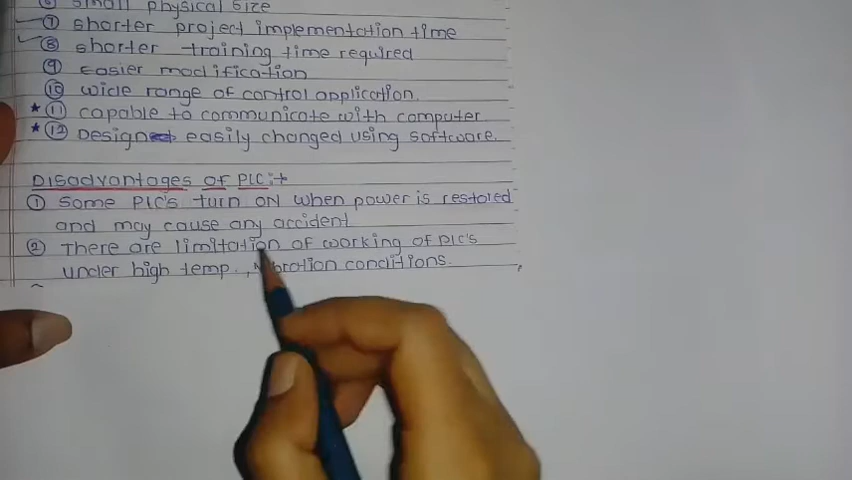 ⑥ small physical size
⑦ shorter project implementation time
⑧ shorter training time required
⑨ easier modification
⑩ wide range of control application.
★⑪ capable to communicate with computer
★⑫ Design easily changed using software.
Disadvantages of PLC :+
① Some PLC's turn ON when power is restored
and may cause any accident
② There are limitation of working of PLC's
under high temp., vibration conditions.